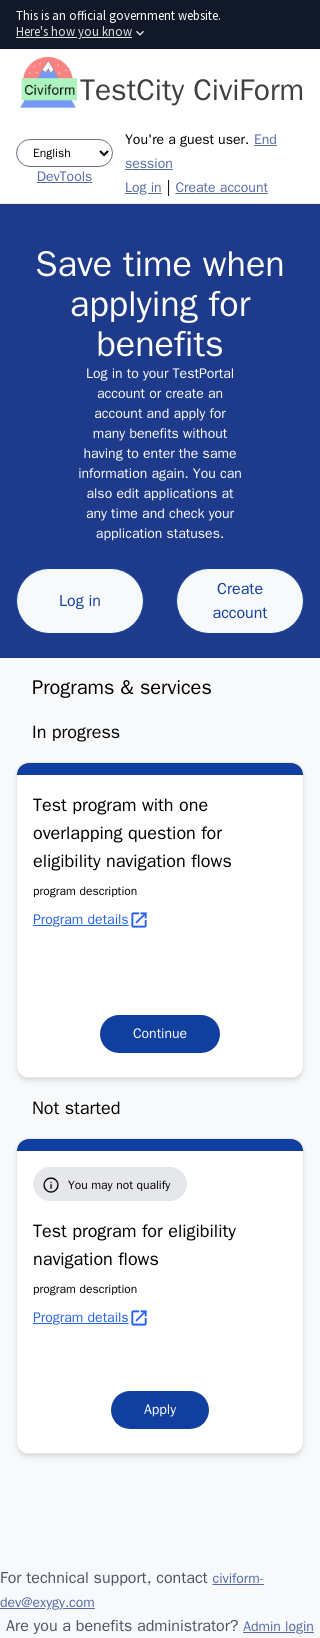 This is an official government website.
Here's how you know
Civiform
TestCity CiviForm
English
DevTools
You're a guest user. End
session
Log in | Create account
Save time when
applying for
benefits
Log in to your TestPortal
account or create an
account and apply for
many benefits without
having to enter the same
information again. You can
also edit applications at
any time and check your
application statuses.
Log in
Create
account
Programs & services
In progress
Test program with one
overlapping question for
eligibility navigation flows
program description
Program details
Continue
Not started
You may not qualify
Test program for eligibility
navigation flows
program description
Program details
Apply
For technical support, contact civiform-
dev@exygy.com
Are you a benefits administrator? Admin login